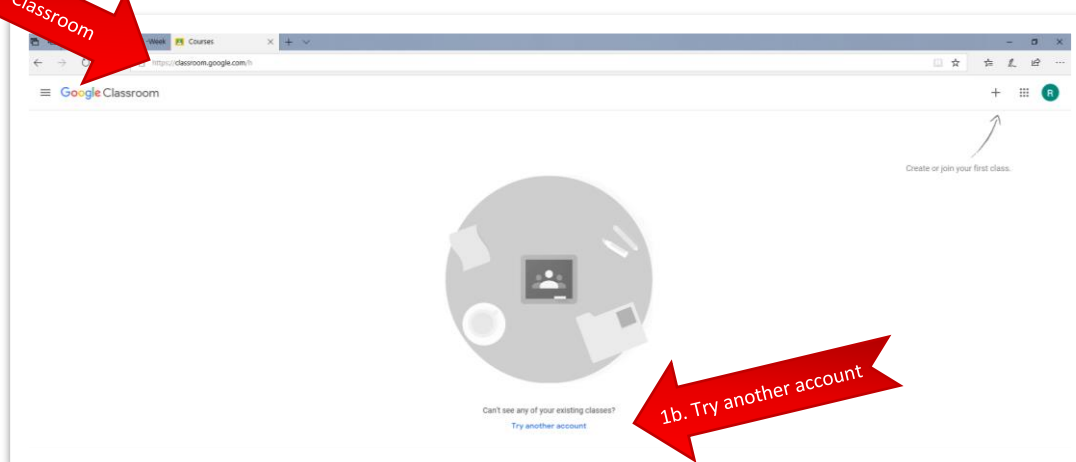 Classroom
Week
Courses
https://classroom.google.com/h
Google Classroom
R
Create or join your first class.
Can't see any of your existing classes?
Try another account
1b. Try another account